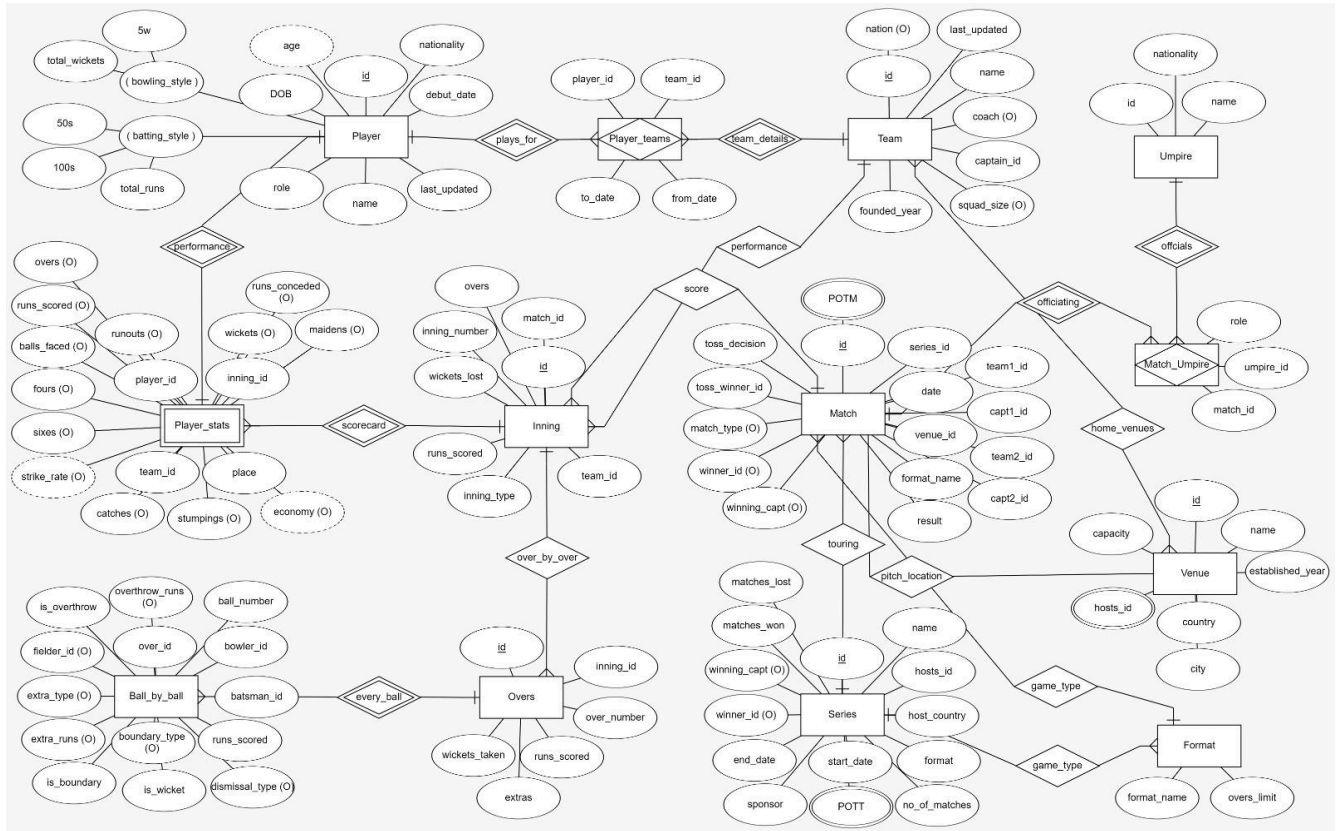 5w
total_wickets
( bowling_style )
50s
( batting_style )
100s
total_runs
age
nationality
id
DOB
debut_date
Player
role
name
last_updated
plays_for
player_id
team_id
Player_teams
to_date
from_date
team_details
nation (O)
last_updated
id
name
coach (O)
Team
captain_id
squad_size (O)
founded_year
nationality
id
name
Umpire
offcials
performance
performance
score
officiating
overs (O)
runs_conceded
(O)
runs_scored (O)
runouts (O)
wickets (O)
maidens (O)
balls_faced (O)
player_id
inning_id
fours (O)
Player_stats
sixes (O)
strike_rate (O)
team_id
place
catches (O)
stumpings (O)
economy (O)
scorecard
overs
match_id
inning_number
id
wickets_lost
Inning
runs_scored
inning_type
team_id
POTM
id
toss_decision
series_id
toss_winner_id
date
team1_id
Match
capt1_id
match_type (O)
venue_id
team2_id
winner_id (O)
format_name
capt2_id
winning_capt (O)
result
role
Match_Umpire
umpire_id
match_id
home_venues
over_by_over
touring
pitch_location
id
capacity
name
Venue
established_year
hosts_id
country
city
is_overthrow
overthrow_runs
(O)
ball_number
fielder_id (O)
over_id
bowler_id
extra_type (O)
Ball_by_ball
batsman_id
extra_runs (O)
boundary_type
(O)
runs_scored
is_boundary
is_wicket
dismissal_type (O)
every_ball
id
inning_id
Overs
over_number
wickets_taken
runs_scored
extras
matches_lost
matches_won
name
winning_capt (O)
id
hosts_id
winner_id (O)
Series
host_country
end_date
start_date
format
sponsor
POTT
no_of_matches
game_type
game_type
Format
format_name
overs_limit